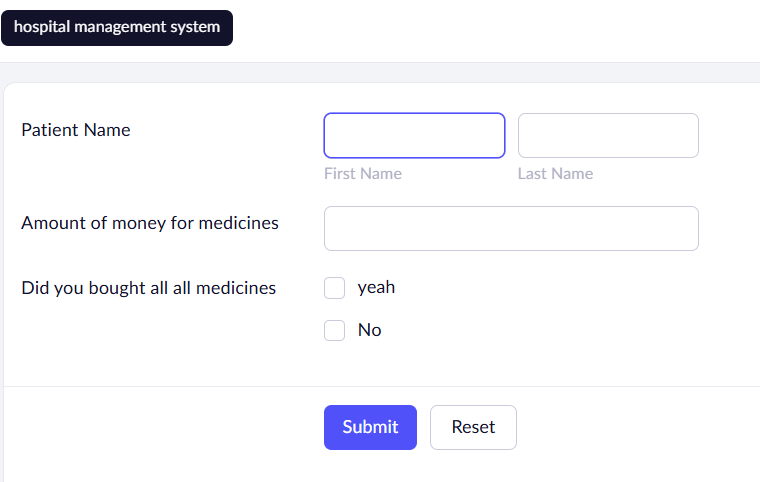 hospital management system
Patient Name
First Name Last Name
Amount of money for medicines
Did you bought all all medicines yeah
No
Submit Reset